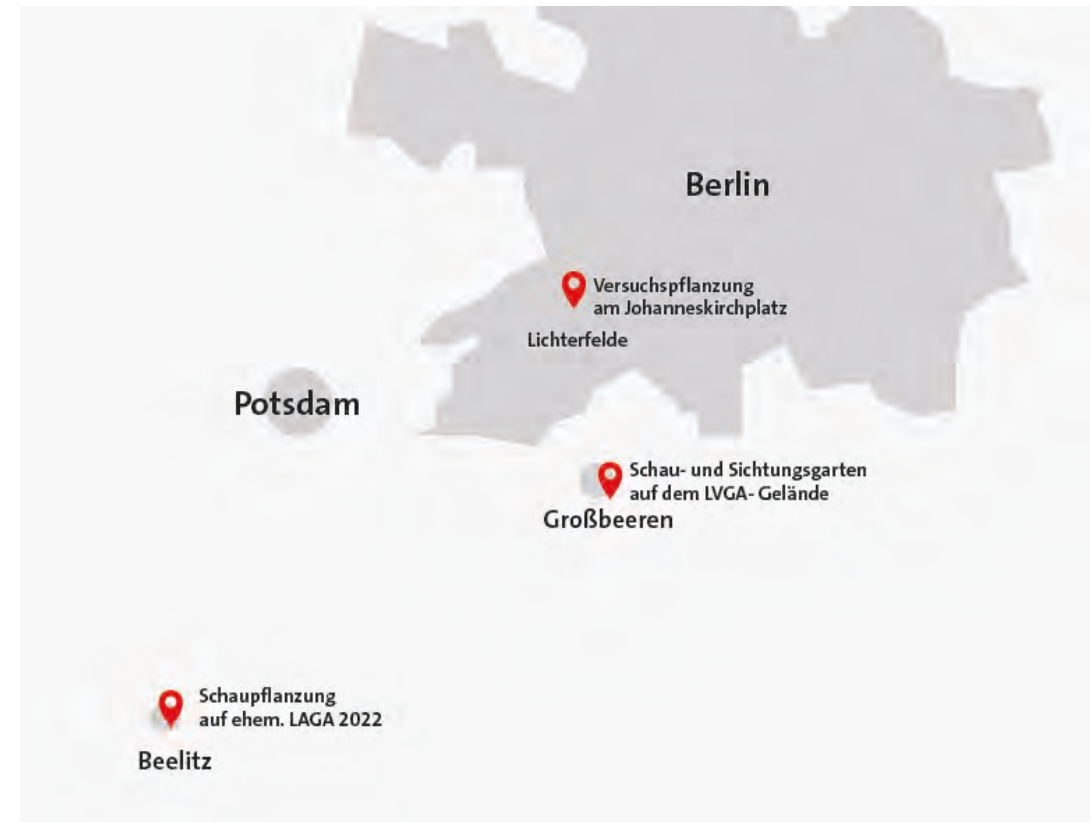 Berlin
Versuchspflanzung
am Johanneskirchplatz
Lichterfelde
Potsdam
Schau- und Sichtungsgarten
auf dem LVGA- Gelände
Großbeeren
Schaupflanzung
auf ehem. LAGA 2022
Beelitz